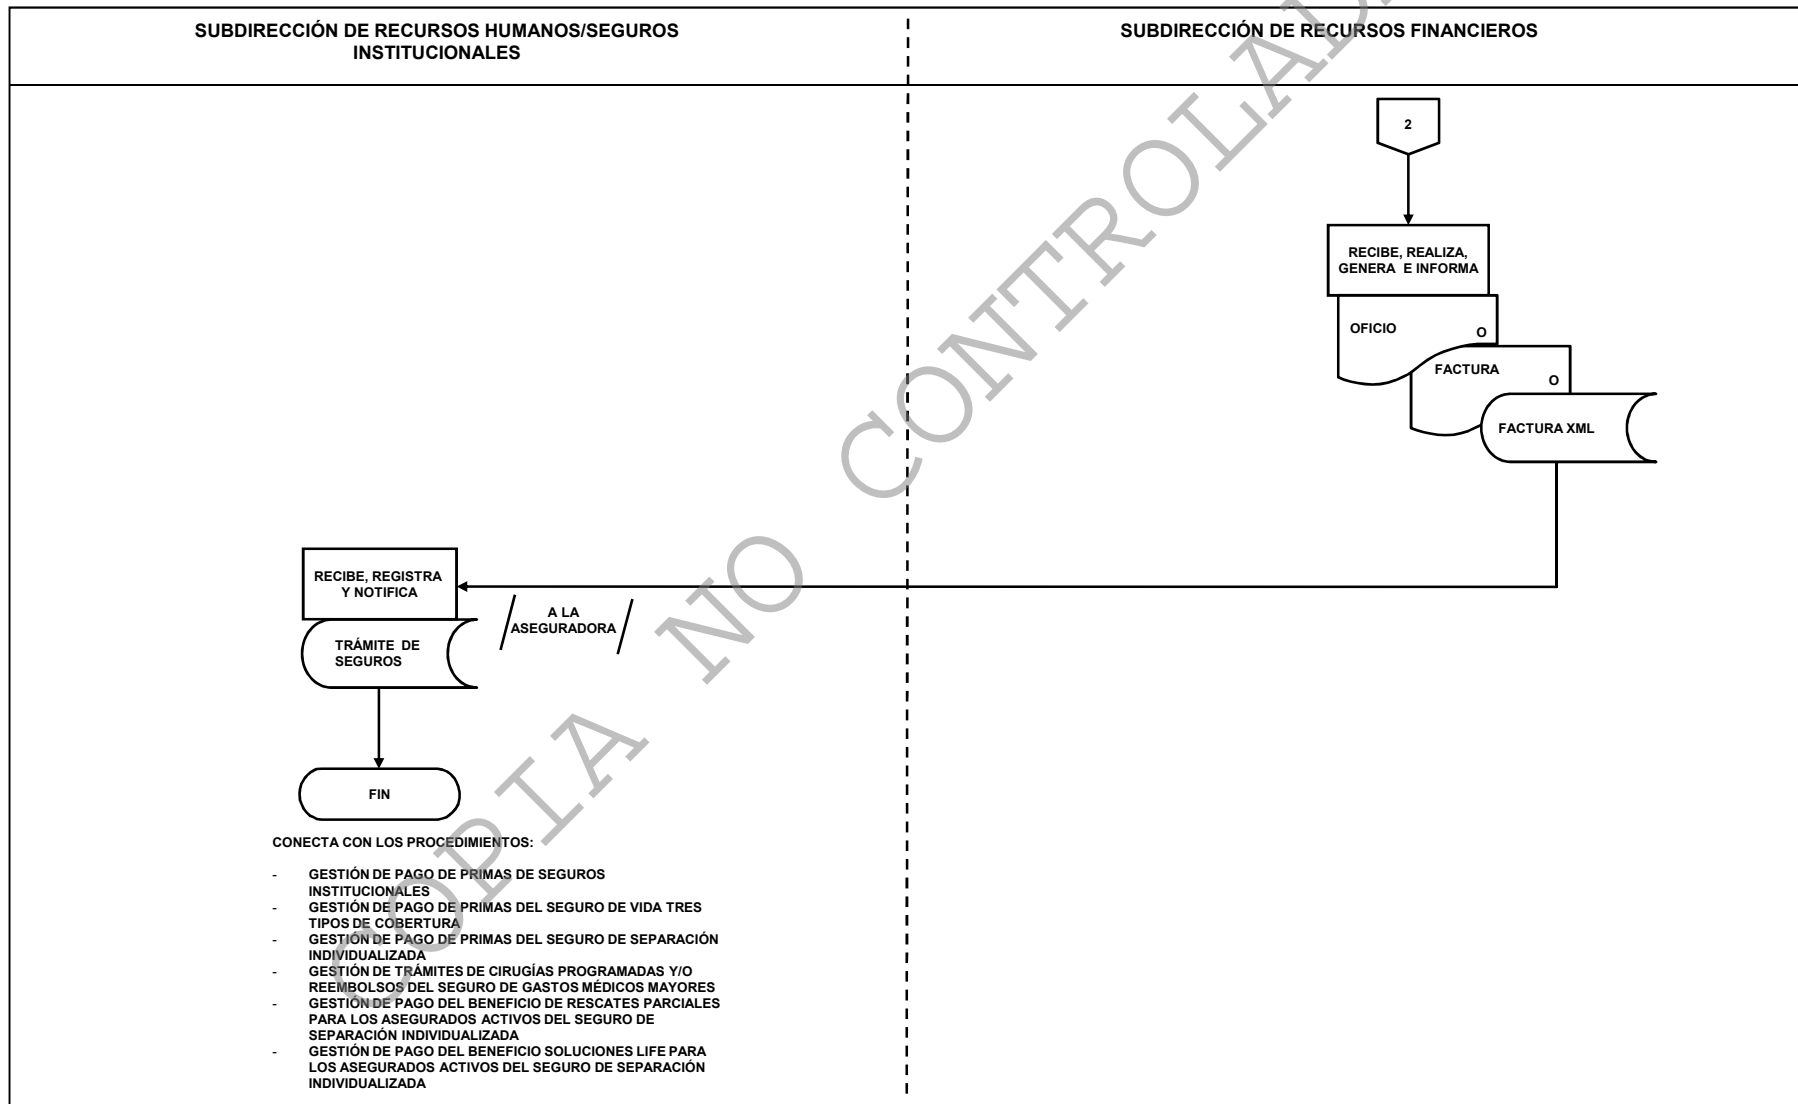 SUBDIRECCIÓN DE RECURSOS HUMANOS/SEGUROS
INSTITUCIONALES
SUBDIRECCIÓN DE RECURSOS FINANCIEROS
2
RECIBE, REALIZA,
GENERA E INFORMA
OFICIO
O
FACTURA
O
FACTURA XML
RECIBE, REGISTRA
Y NOTIFICA
A LA
ASEGURADORA
TRÁMITE DE
SEGUROS
FIN
CONECTA CON LOS PROCEDIMIENTOS:
- GESTIÓN DE PAGO DE PRIMAS DE SEGUROS
INSTITUCIONALES
- GESTIÓN DE PAGO DE PRIMAS DEL SEGURO DE VIDA TRES
TIPOS DE COBERTURA
- GESTIÓN DE PAGO DE PRIMAS DEL SEGURO DE SEPARACIÓN
INDIVIDUALIZADA
- GESTIÓN DE TRÁMITES DE CIRUGÍAS PROGRAMADAS Y/O
REEMBOLSOS DEL SEGURO DE GASTOS MÉDICOS MAYORES
- GESTIÓN DE PAGO DEL BENEFICIO DE RESCATES PARCIALES
PARA LOS ASEGURADOS ACTIVOS DEL SEGURO DE
SEPARACIÓN INDIVIDUALIZADA
- GESTIÓN DE PAGO DEL BENEFICIO SOLUCIONES LIFE PARA
LOS ASEGURADOS ACTIVOS DEL SEGURO DE SEPARACIÓN
INDIVIDUALIZADA
COPIA NO CONTROLADA